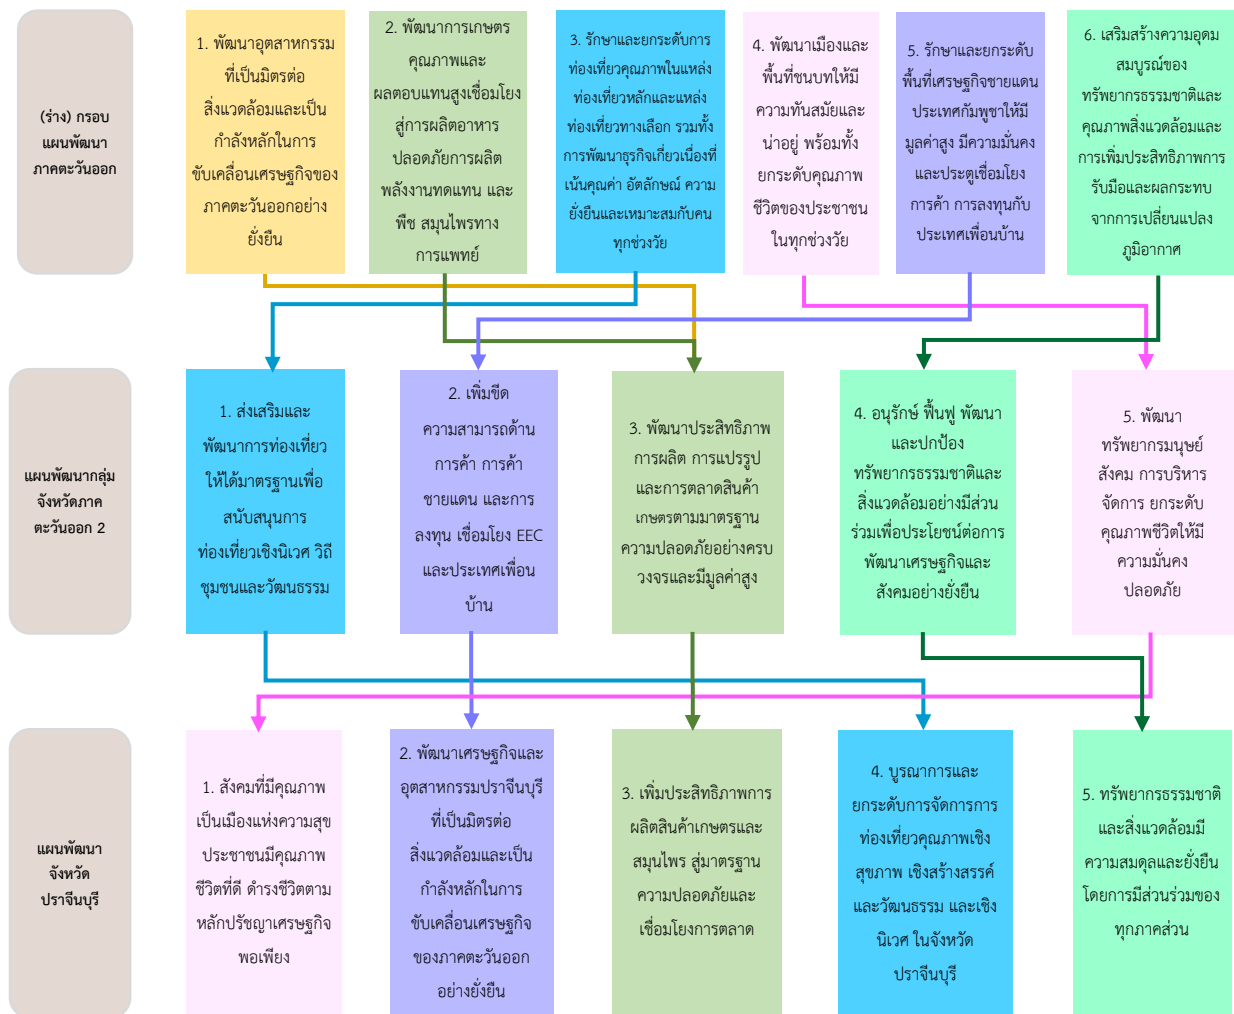 (ร่าง) กรอบ
แผนพัฒนา
ภาคตะวันออก
1. พัฒนาอุตสาหกรรม
ที่เป็นมิตรต่อ
สิ่งแวดล้อมและเป็น
กำลังหลักในการ
ขับเคลื่อนเศรษฐกิจของ
ภาคตะวันออกอย่าง
ยั่งยืน
2. พัฒนาการเกษตร
คุณภาพและ
ผลตอบแทนสูงเชื่อมโยง
สู่การผลิตอาหาร
ปลอดภัยการผลิต
พลังงานทดแทน และ
พืช สมุนไพรทาง
การแพทย์
3. รักษาและยกระดับการ
ท่องเที่ยวคุณภาพในแหล่ง
ท่องเที่ยวหลักและแหล่ง
ท่องเที่ยวทางเลือก รวมทั้ง
การพัฒนาธุรกิจเกี่ยวเนื่องที่
เน้นคุณค่า อัตลักษณ์ ความ
ยั่งยืนและเหมาะสมกับคน
ทุกช่วงวัย
4. พัฒนาเมืองและ
พื้นที่ชนบทให้มี
ความทันสมัยและ
น่าอยู่ พร้อมทั้ง
ยกระดับคุณภาพ
ชีวิตของประชาชน
ในทุกช่วงวัย
5. รักษาและยกระดับ
พื้นที่เศรษฐกิจชายแดน
ประเทศกัมพูชาให้มี
มูลค่าสูง มีความมั่นคง
และประตูเชื่อมโยง
การค้า การลงทุนกับ
ประเทศเพื่อนบ้าน
6. เสริมสร้างความอุดม
สมบูรณ์ของ
ทรัพยากรธรรมชาติและ
คุณภาพสิ่งแวดล้อมและ
การเพิ่มประสิทธิภาพการ
รับมือและผลกระทบ
จากการเปลี่ยนแปลง
ภูมิอากาศ
แผนพัฒนากลุ่ม
จังหวัดภาค
ตะวันออก 2
1. ส่งเสริมและ
พัฒนาการท่องเที่ยว
ให้ได้มาตรฐานเพื่อ
สนับสนุนการ
ท่องเที่ยวเชิงนิเวศ วิถี
ชุมชนและวัฒนธรรม
2. เพิ่มขีด
ความสามารถด้าน
การค้า การค้า
ชายแดน และการ
ลงทุน เชื่อมโยง EEC
และประเทศเพื่อน
บ้าน
3. พัฒนาประสิทธิภาพ
การผลิต การแปรรูป
และการตลาดสินค้า
เกษตรตามมาตรฐาน
ความปลอดภัยอย่างครบ
วงจรและมีมูลค่าสูง
4. อนุรักษ์ ฟื้นฟู พัฒนา
และปกป้อง
ทรัพยากรธรรมชาติและ
สิ่งแวดล้อมอย่างมีส่วน
ร่วมเพื่อประโยชน์ต่อการ
พัฒนาเศรษฐกิจและ
สังคมอย่างยั่งยืน
5. พัฒนา
ทรัพยากรมนุษย์
สังคม การบริหาร
จัดการ ยกระดับ
คุณภาพชีวิตให้มี
ความมั่นคง
ปลอดภัย
แผนพัฒนา
จังหวัด
ปราจีนบุรี
1. สังคมที่มีคุณภาพ
เป็นเมืองแห่งความสุข
ประชาชนมีคุณภาพ
ชีวิตที่ดี ดำรงชีวิตตาม
หลักปรัชญาเศรษฐกิจ
พอเพียง
2. พัฒนาเศรษฐกิจและ
อุตสาหกรรมปราจีนบุรี
ที่เป็นมิตรต่อ
สิ่งแวดล้อมและเป็น
กำลังหลักในการ
ขับเคลื่อนเศรษฐกิจ
ของภาคตะวันออก
อย่างยั่งยืน
3. เพิ่มประสิทธิภาพการ
ผลิตสินค้าเกษตรและ
สมุนไพร สู่มาตรฐาน
ความปลอดภัยและ
เชื่อมโยงการตลาด
4. บูรณาการและ
ยกระดับการจัดการการ
ท่องเที่ยวคุณภาพเชิง
สุขภาพ เชิงสร้างสรรค์
และวัฒนธรรม และเชิง
นิเวศ ในจังหวัด
ปราจีนบุรี
5. ทรัพยากรธรรมชาติ
และสิ่งแวดล้อมมี
ความสมดุลและยั่งยืน
โดยการมีส่วนร่วมของ
ทุกภาคส่วน